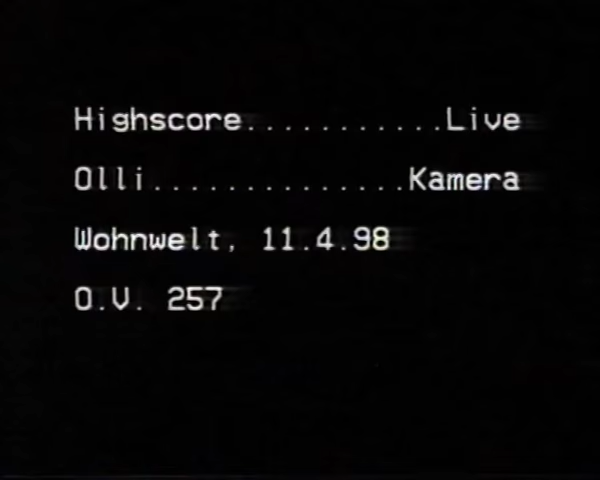 Highscore...........Live
Olli..............Kamera
Wohnwelt, 11.4.98
O.V. 257